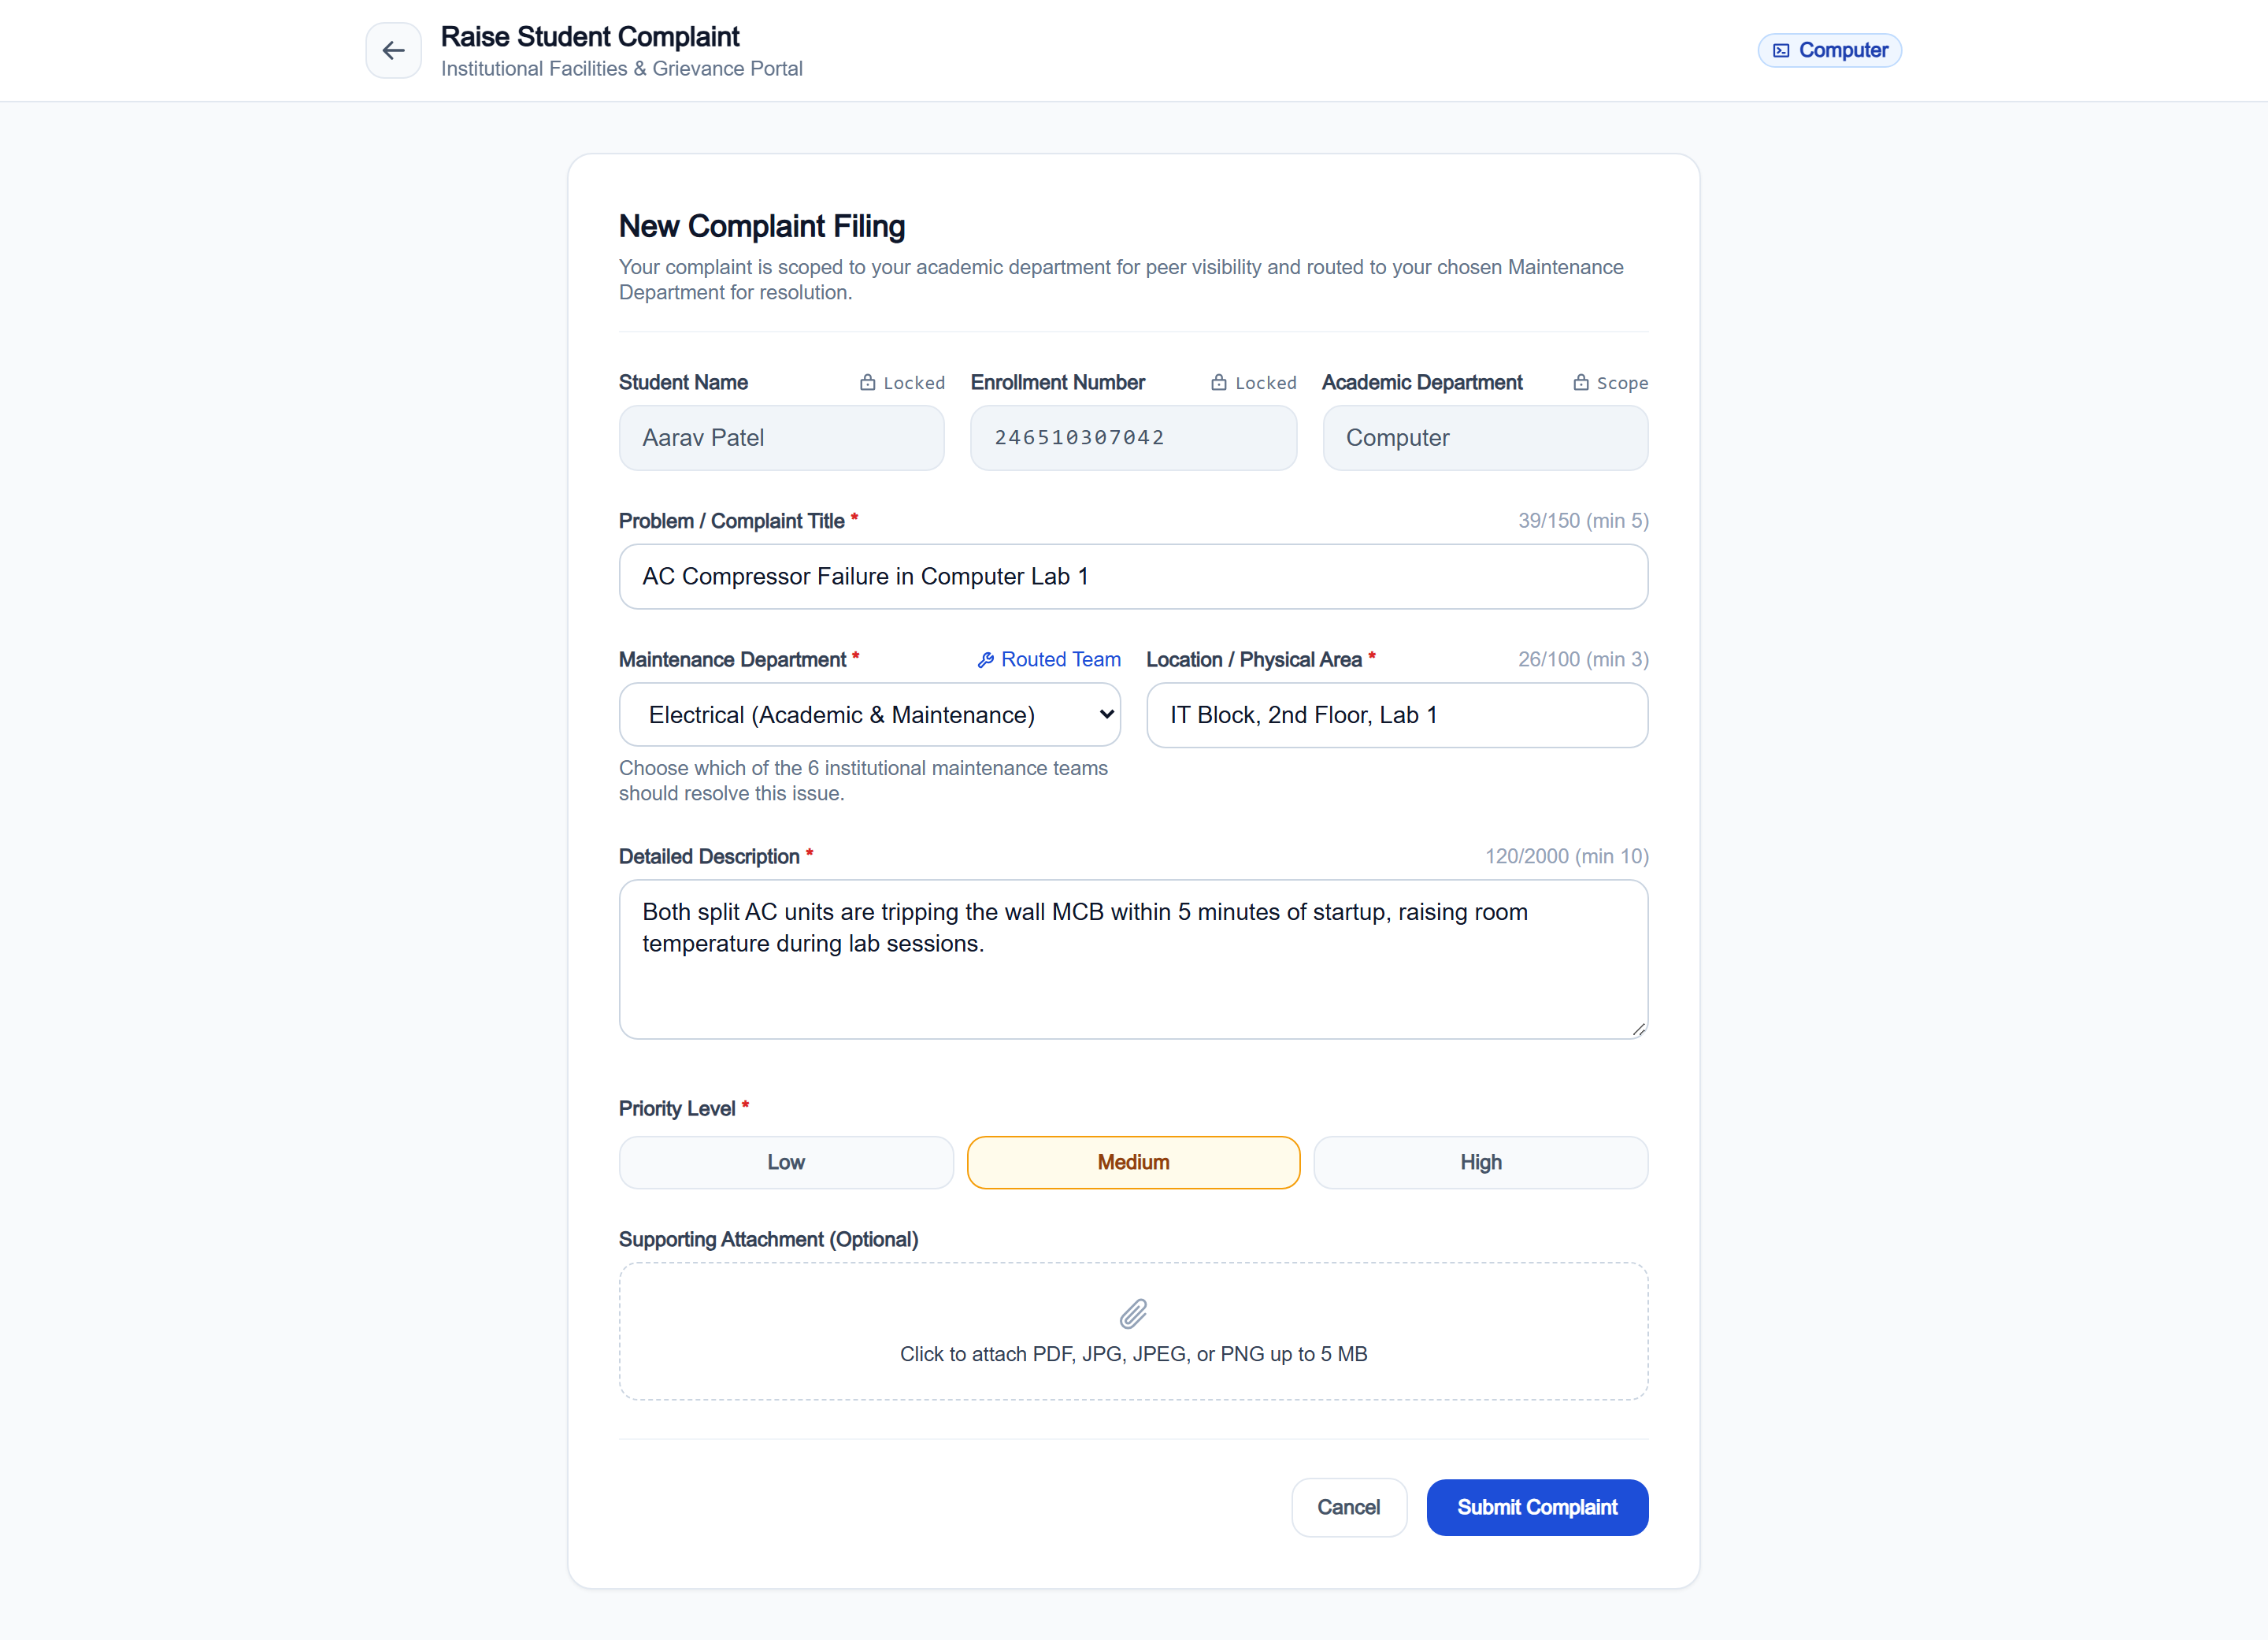 Raise Student Complaint
Institutional Facilities & Grievance Portal
Computer
New Complaint Filing
Your complaint is scoped to your academic department for peer visibility and routed to your chosen Maintenance
Department for resolution.
Student Name
Locked
Enrollment Number
Locked
Academic Department
Scope
Aarav Patel
246510307042
Computer
Problem / Complaint Title *
39/150 (min 5)
AC Compressor Failure in Computer Lab 1
Maintenance Department *
Routed Team
Location / Physical Area *
26/100 (min 3)
Electrical (Academic & Maintenance)
IT Block, 2nd Floor, Lab 1
Choose which of the 6 institutional maintenance teams
should resolve this issue.
Detailed Description *
120/2000 (min 10)
Both split AC units are tripping the wall MCB within 5 minutes of startup, raising room
temperature during lab sessions.
Priority Level *
Low
Medium
High
Supporting Attachment (Optional)
Click to attach PDF, JPG, JPEG, or PNG up to 5 MB
Cancel
Submit Complaint